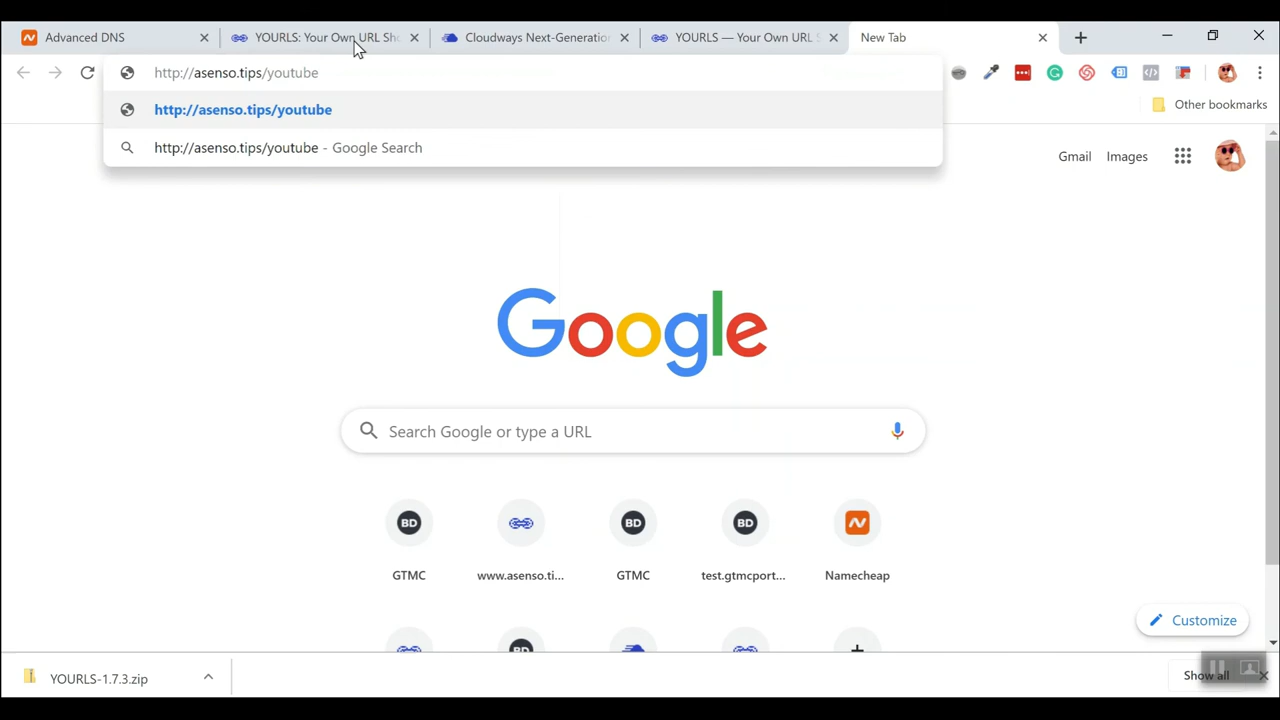 Advanced DNS
YOURLS: Your Own URL Sho
Cloudways Next-Generation
YOURLS — Your Own URL S
New Tab
http://asenso.tips/youtube
http://asenso.tips/youtube
http://asenso.tips/youtube - Google Search
Other bookmarks
Gmail
Images
Google
Search Google or type a URL
BD
BD
BD
GTMC
www.asenso.ti...
GTMC
test.gtmcport...
Namecheap
BD
Customize
YOURLS-1.7.3.zip
Show all